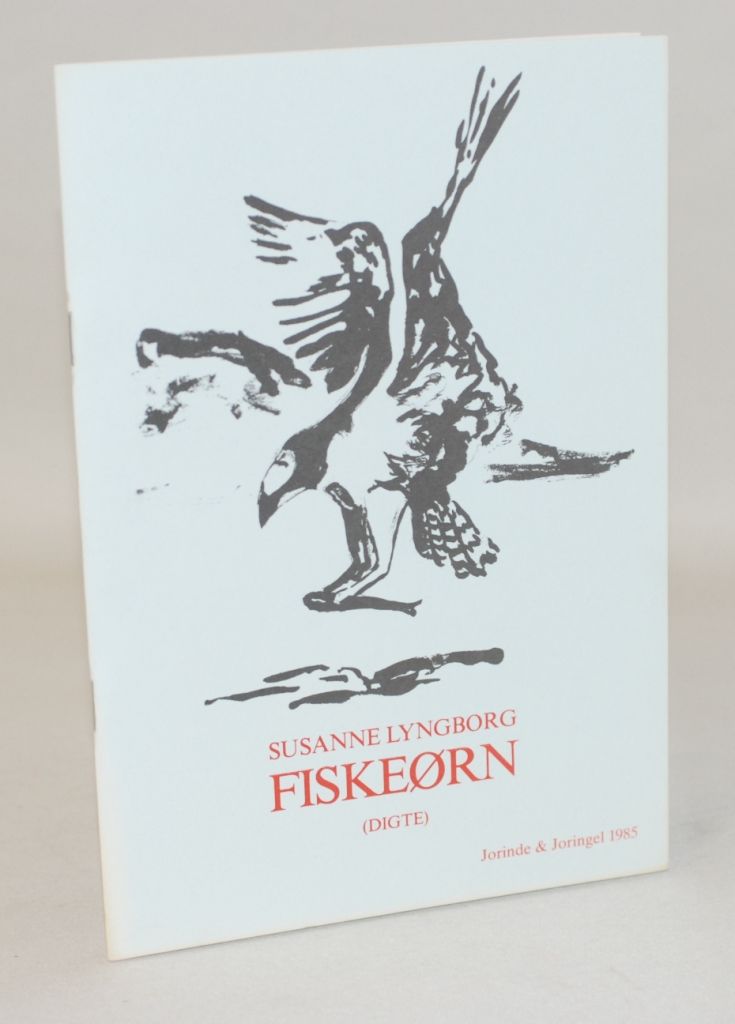 SUSANNE LYNGBORG
FISKEØRN
(DIGTE)
Jorinde & Joringel 1985